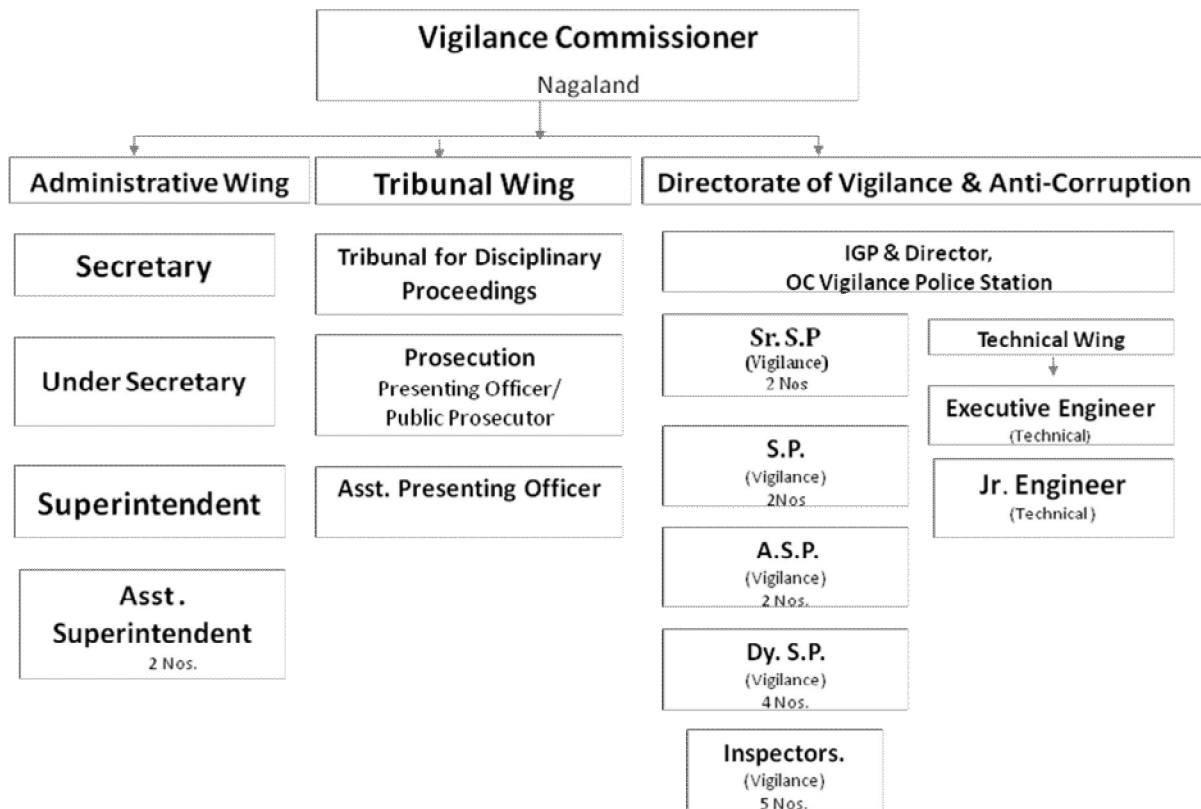 Vigilance Commissioner
Nagaland
Administrative Wing
Secretary
Under Secretary
Superintendent
Asst .
Superintendent
2 Nos.
Tribunal Wing
Tribunal for Disciplinary
Proceedings
Prosecution
Presenting Officer/
Public Prosecutor
Asst. Presenting Officer
Directorate of Vigilance & Anti-Corruption
IGP & Director,
OC Vigilance Police Station
Sr. S.P
(Vigilance)
2 Nos
S.P.
(Vigilance)
2Nos
A.S.P.
(Vigilance)
2 Nos.
Dy. S.P.
(Vigilance)
4 Nos.
Inspectors.
(Vigilance)
5 Nos.
Technical Wing
Executive Engineer
(Technical)
Jr. Engineer
(Technical )